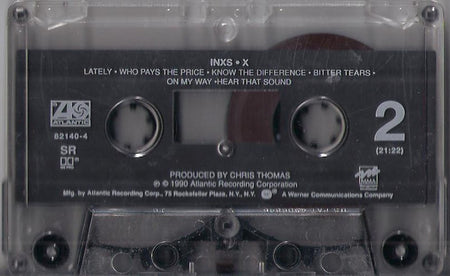 INXS • X
LATELY • WHO PAYS THE PRICE • KNOW THE DIFFERENCE • BITTER TEARS •
ON MY WAY •HEAR THAT SOUND
ATLANTIC
82140-4
SR
2
(21:22)
PRODUCED BY CHRIS THOMAS
℗ © 1990 Atlantic Recording Corporation
Mfg. by Atlantic Recording Corp., 75 Rockefeller Plaza, N.Y., N.Y.
A Warner Communications Company